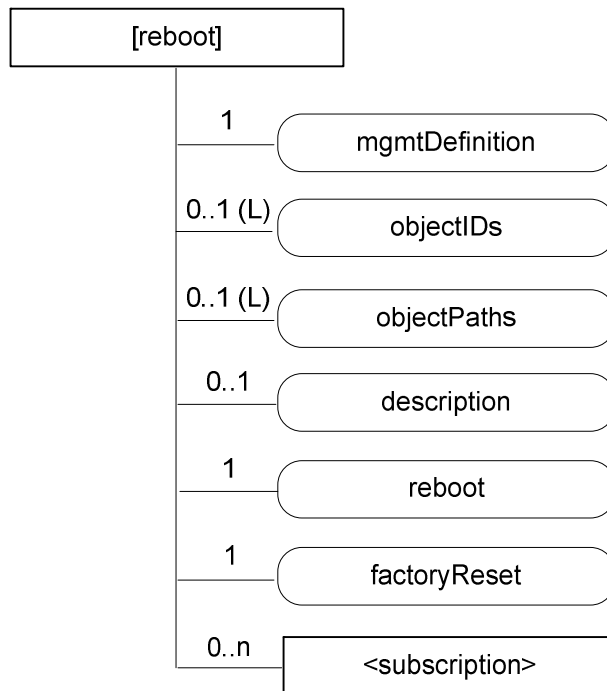 [reboot]
1
mgmtDefinition
0..1 (L)
objectIDs
0..1 (L)
objectPaths
0..1
description
1
reboot
1
factoryReset
0..n
<subscription>